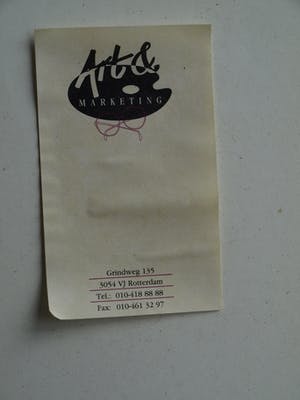 Art &
MARKETING
Grindweg 135
3054 VJ Rotterdam
Tel.: 010-418 88 88
Fax: 010-461 32 97